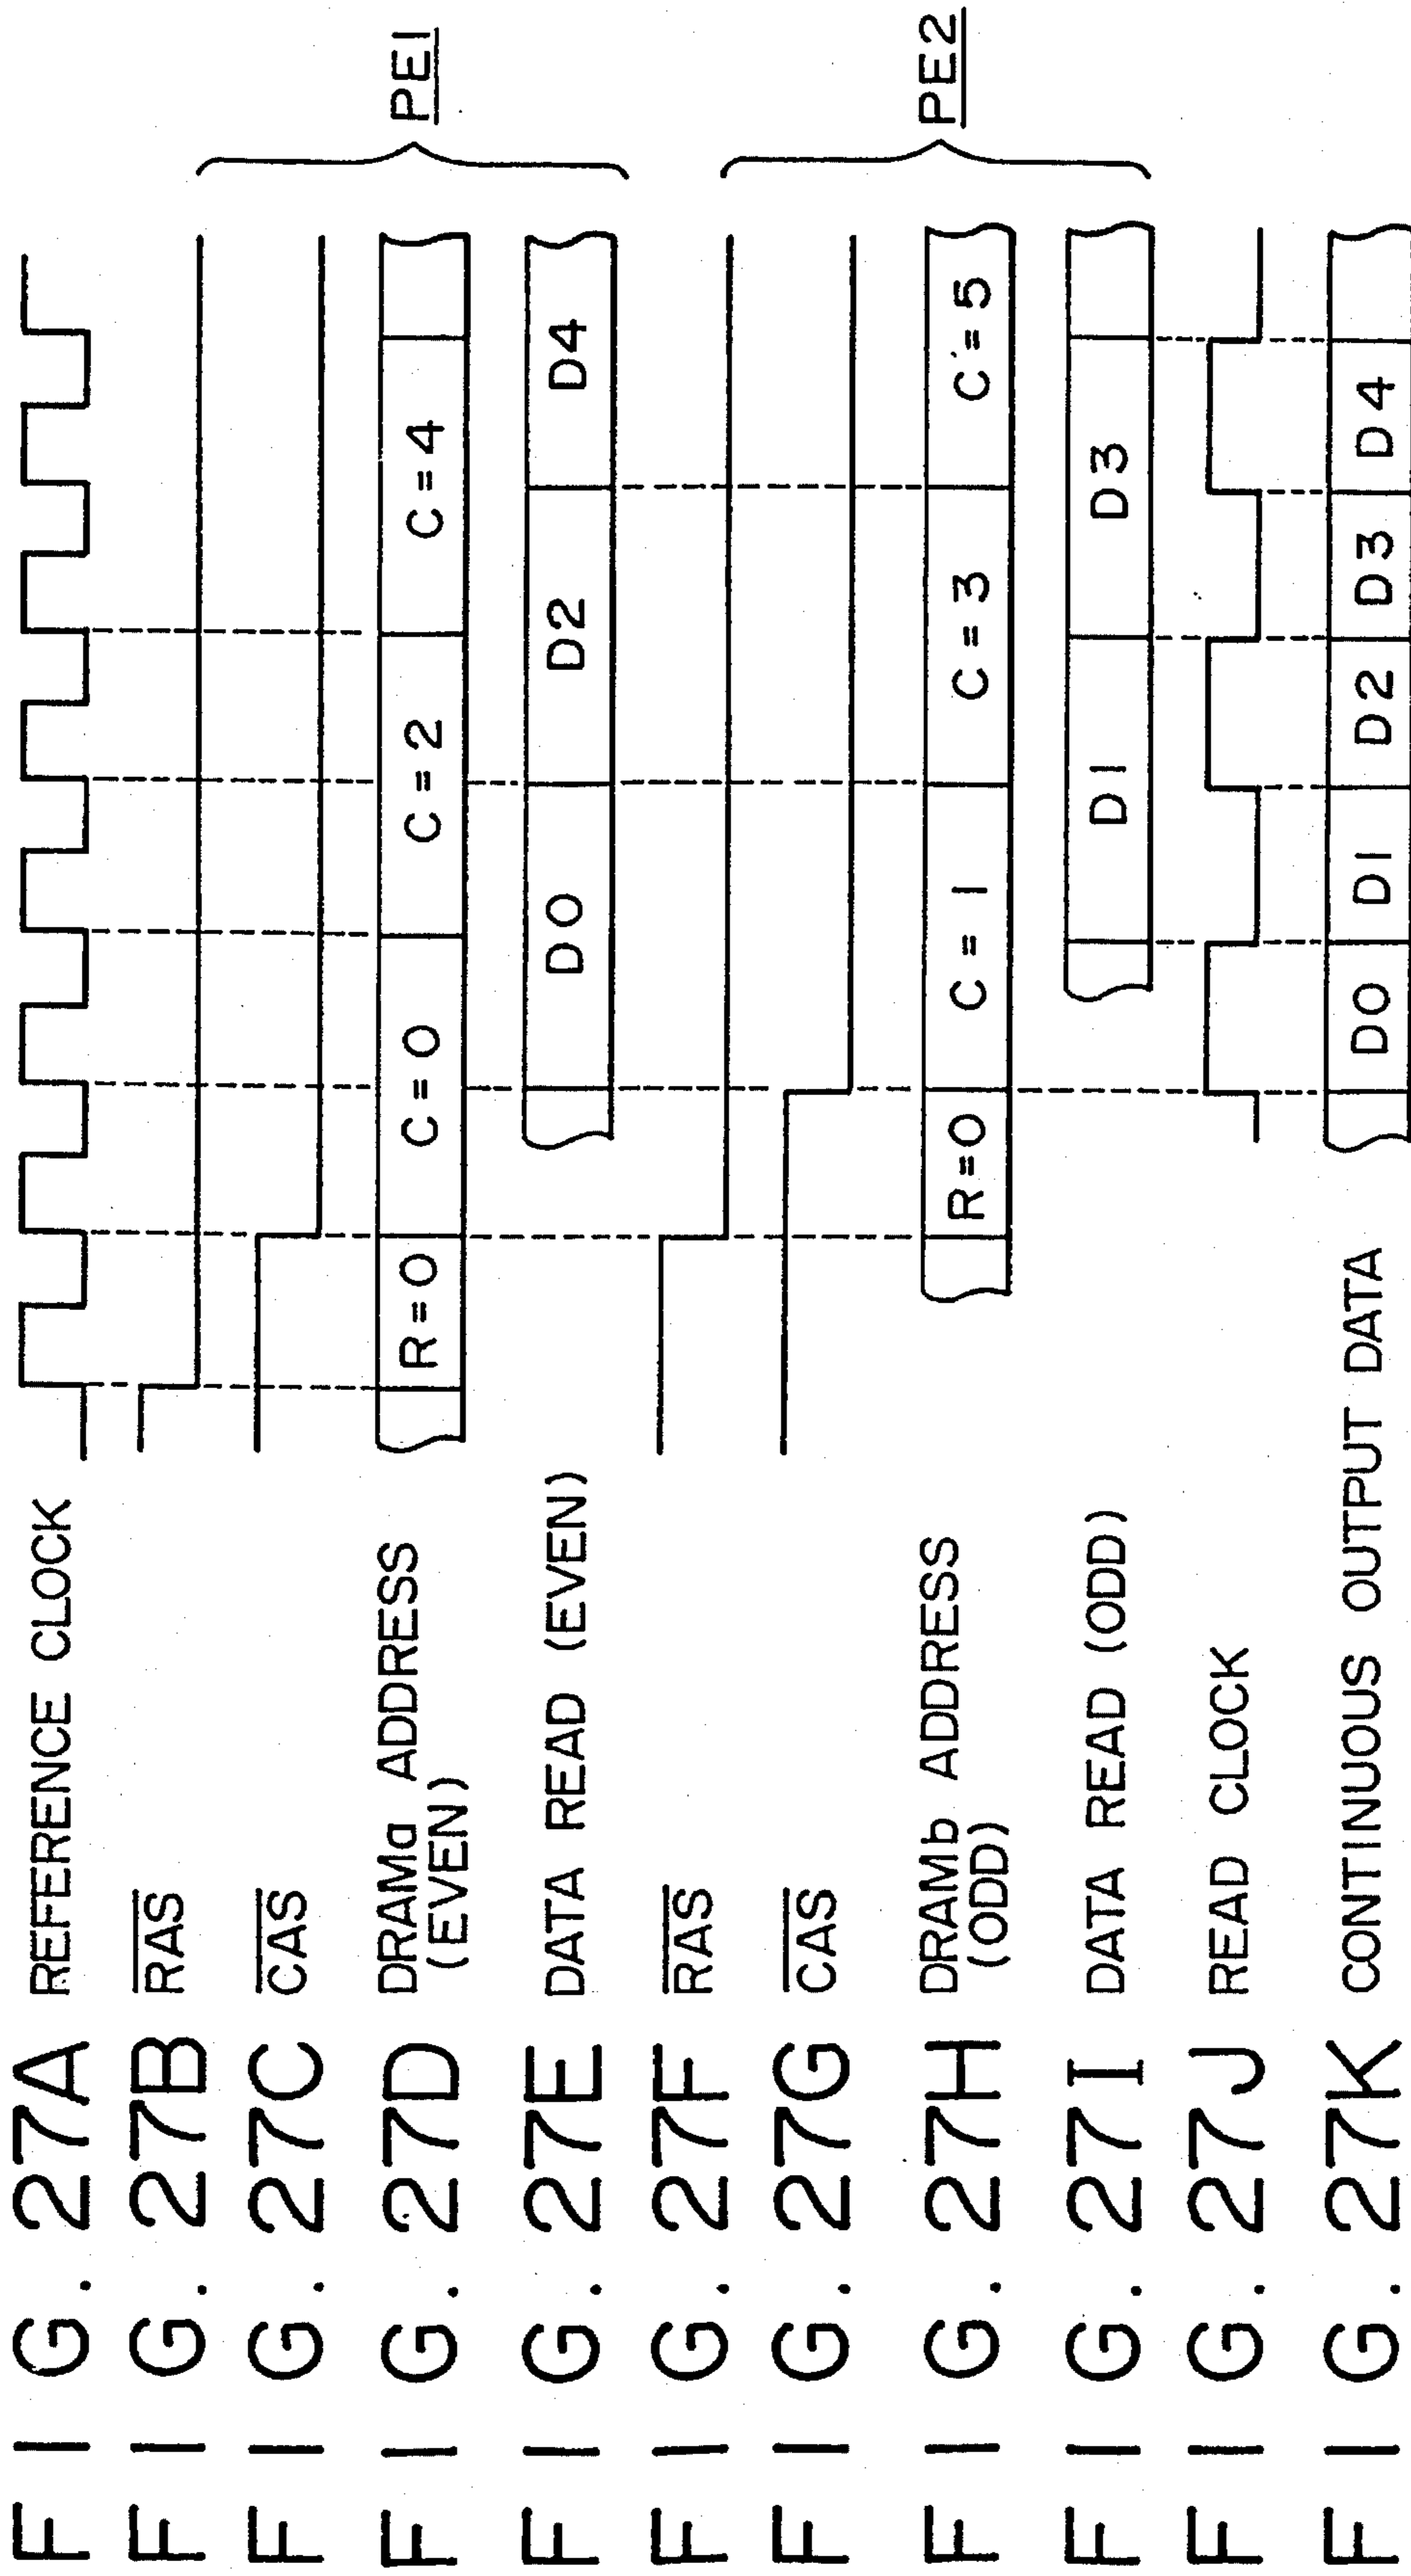 FIG. 27A REFERENCE CLOCK
FIG. 27B RAS
FIG. 27C CAS
FIG. 27D DRAMa ADDRESS
(EVEN)
R=0 C=0 C=2 C=4
FIG. 27E DATA READ (EVEN)
D0 D2 D4
PE1
FIG. 27F RAS
FIG. 27G CAS
FIG. 27H DRAMb ADDRESS
(ODD)
R=0 C=1 C=3 C=5
FIG. 27I DATA READ (ODD)
D1 D3
PE2
FIG. 27J READ CLOCK
FIG. 27K CONTINUOUS OUTPUT DATA
D0 D1 D2 D3 D4